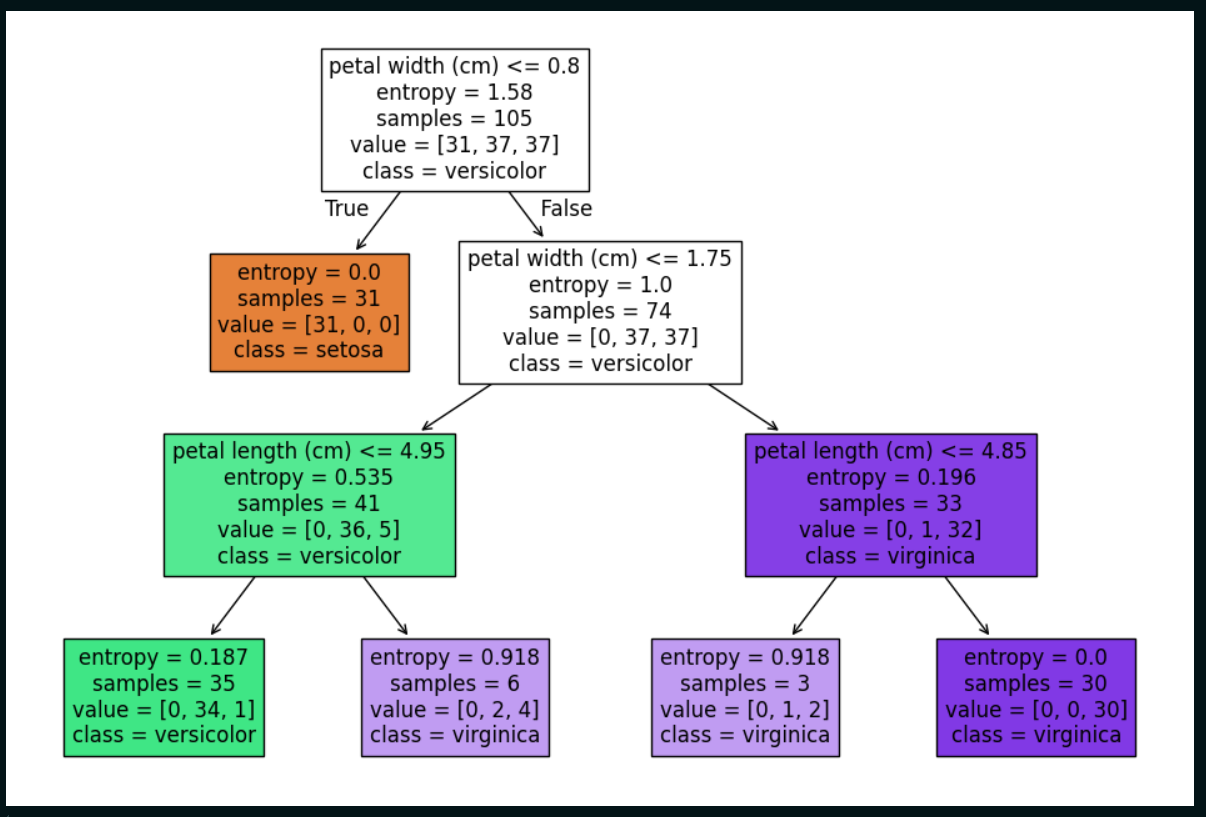 petal width (cm) <= 0.8
entropy = 1.58
samples = 105
value = [31, 37, 37]
class = versicolor
True
False
entropy = 0.0
samples = 31
value = [31, 0, 0]
class = setosa
petal width (cm) <= 1.75
entropy = 1.0
samples = 74
value = [0, 37, 37]
class = versicolor
petal length (cm) <= 4.95
entropy = 0.535
samples = 41
value = [0, 36, 5]
class = versicolor
petal length (cm) <= 4.85
entropy = 0.196
samples = 33
value = [0, 1, 32]
class = virginica
entropy = 0.187
samples = 35
value = [0, 34, 1]
class = versicolor
entropy = 0.918
samples = 6
value = [0, 2, 4]
class = virginica
entropy = 0.918
samples = 3
value = [0, 1, 2]
class = virginica
entropy = 0.0
samples = 30
value = [0, 0, 30]
class = virginica